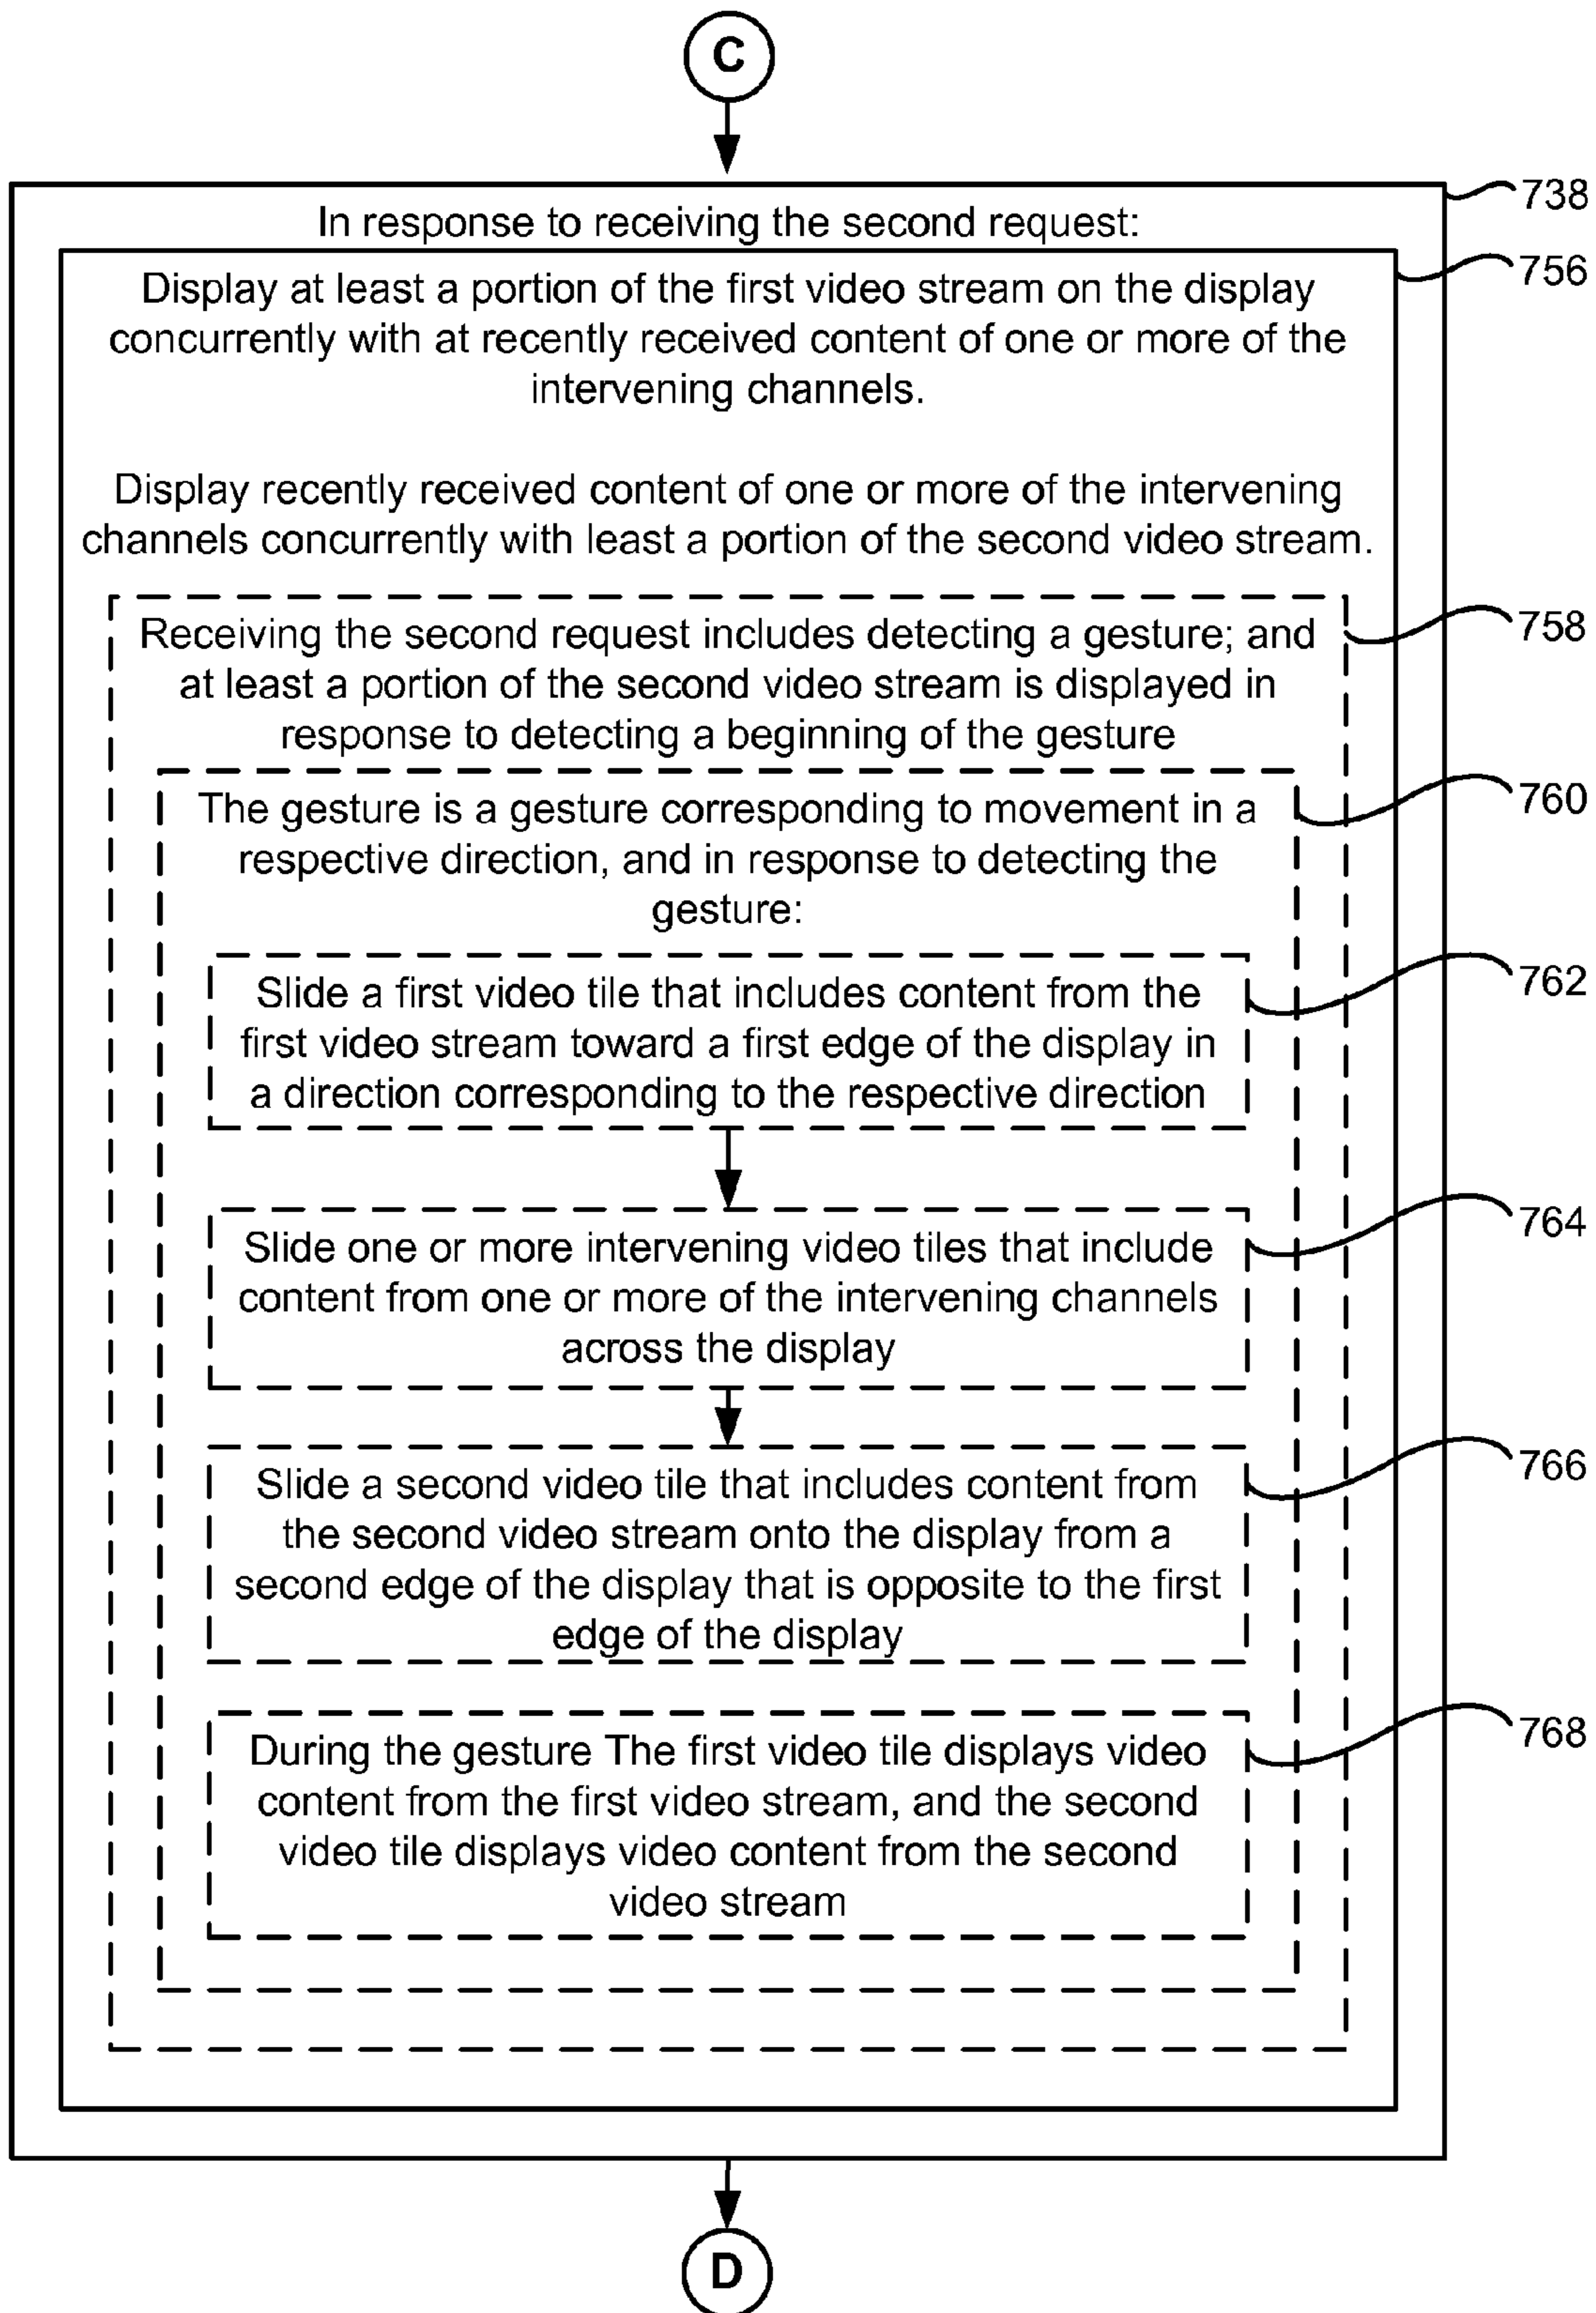 C
738
In response to receiving the second request:
756
Display at least a portion of the first video stream on the display
concurrently with at recently received content of one or more of the
intervening channels.
Display recently received content of one or more of the intervening
channels concurrently with least a portion of the second video stream.
758
Receiving the second request includes detecting a gesture; and
at least a portion of the second video stream is displayed in
response to detecting a beginning of the gesture
760
The gesture is a gesture corresponding to movement in a
respective direction, and in response to detecting the
gesture:
762
Slide a first video tile that includes content from the
first video stream toward a first edge of the display in
a direction corresponding to the respective direction
764
Slide one or more intervening video tiles that include
content from one or more of the intervening channels
across the display
766
Slide a second video tile that includes content from
the second video stream onto the display from a
second edge of the display that is opposite to the first
edge of the display
768
During the gesture The first video tile displays video
content from the first video stream, and the second
video tile displays video content from the second
video stream
D